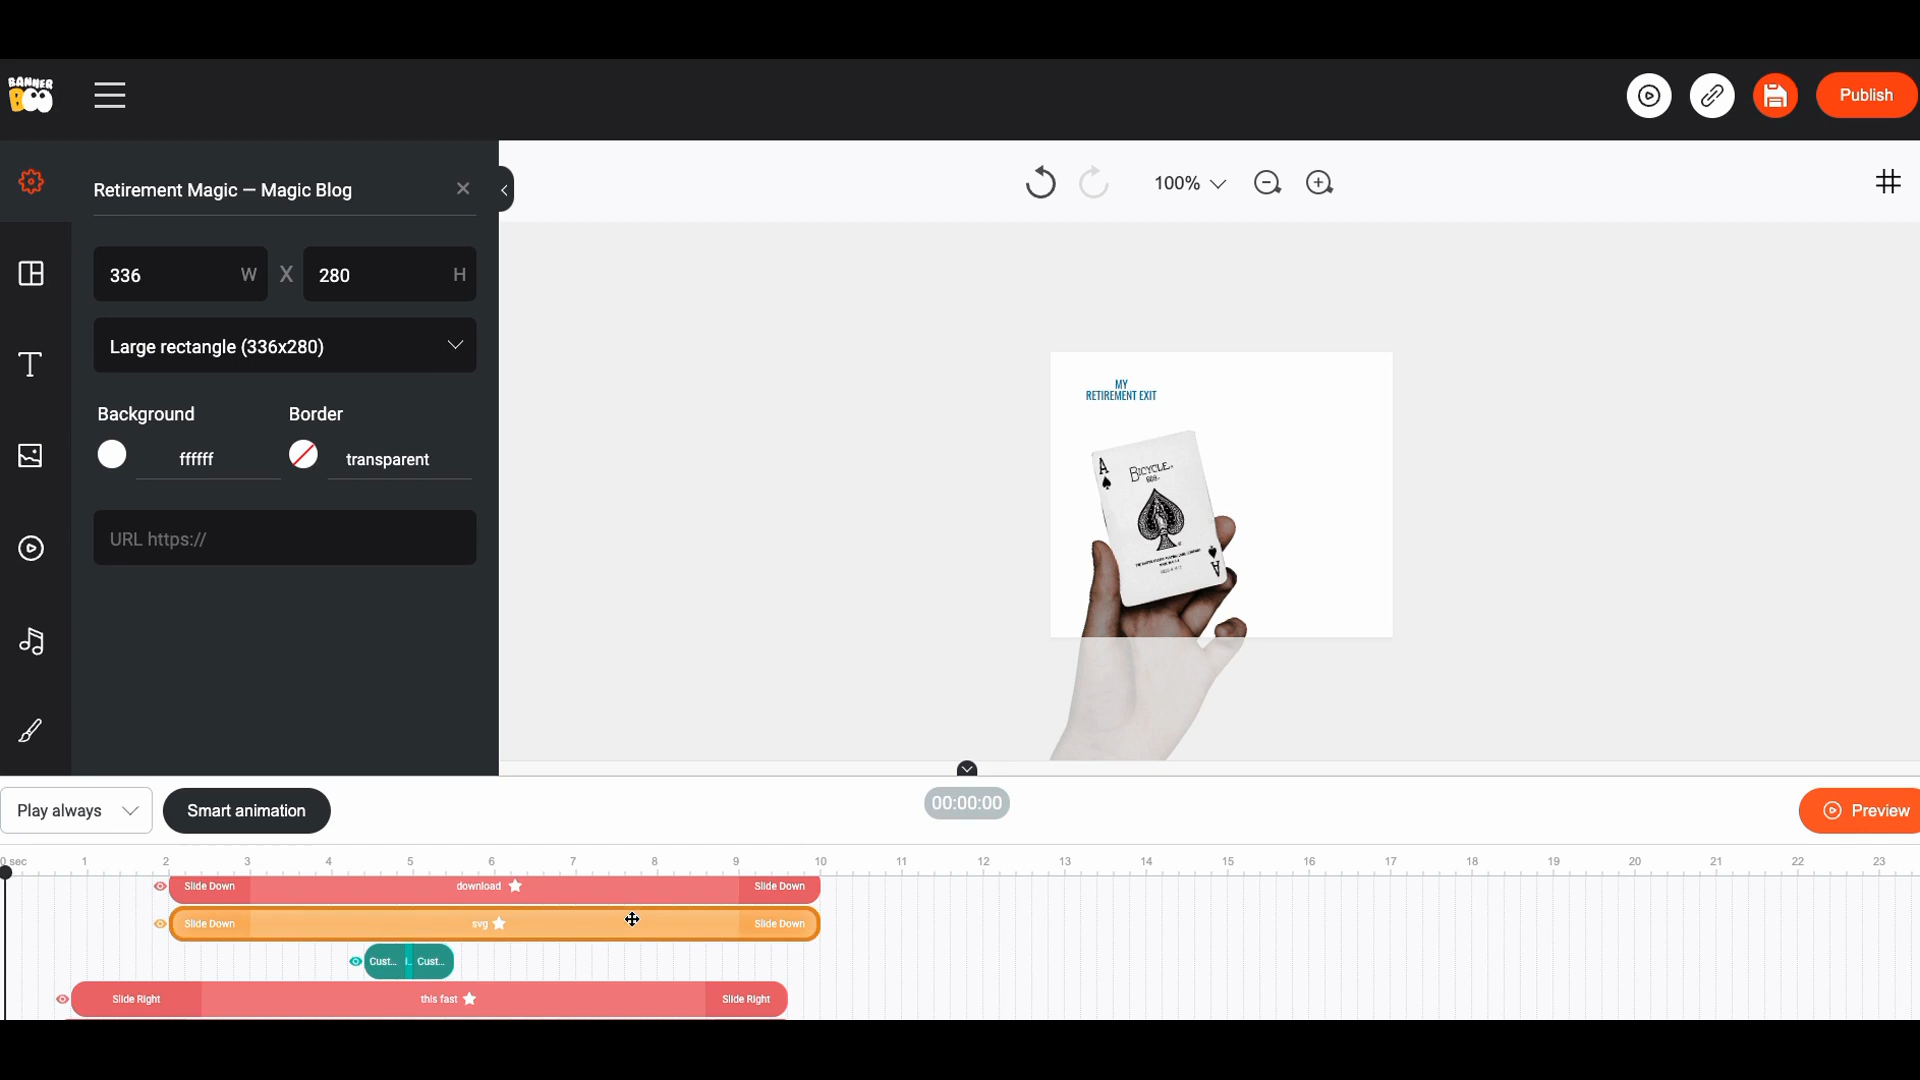 BANNER
BOO
Publish
Retirement Magic — Magic Blog
100%
336 W X 280 H
Large rectangle (336x280)
Background Border
ffffff transparent
URL https://
MY
RETIREMENT EXIT
A
BICYCLE
808
A
Play always Smart animation 00:00:00 Preview
0 sec 1 2 3 4 5 6 7 8 9 10 11 12 13 14 15 16 17 18 19 20 21 22 23
Slide Down download Slide Down
Slide Down svg Slide Down
Cust... I... Cust...
Slide Right this fast Slide Right